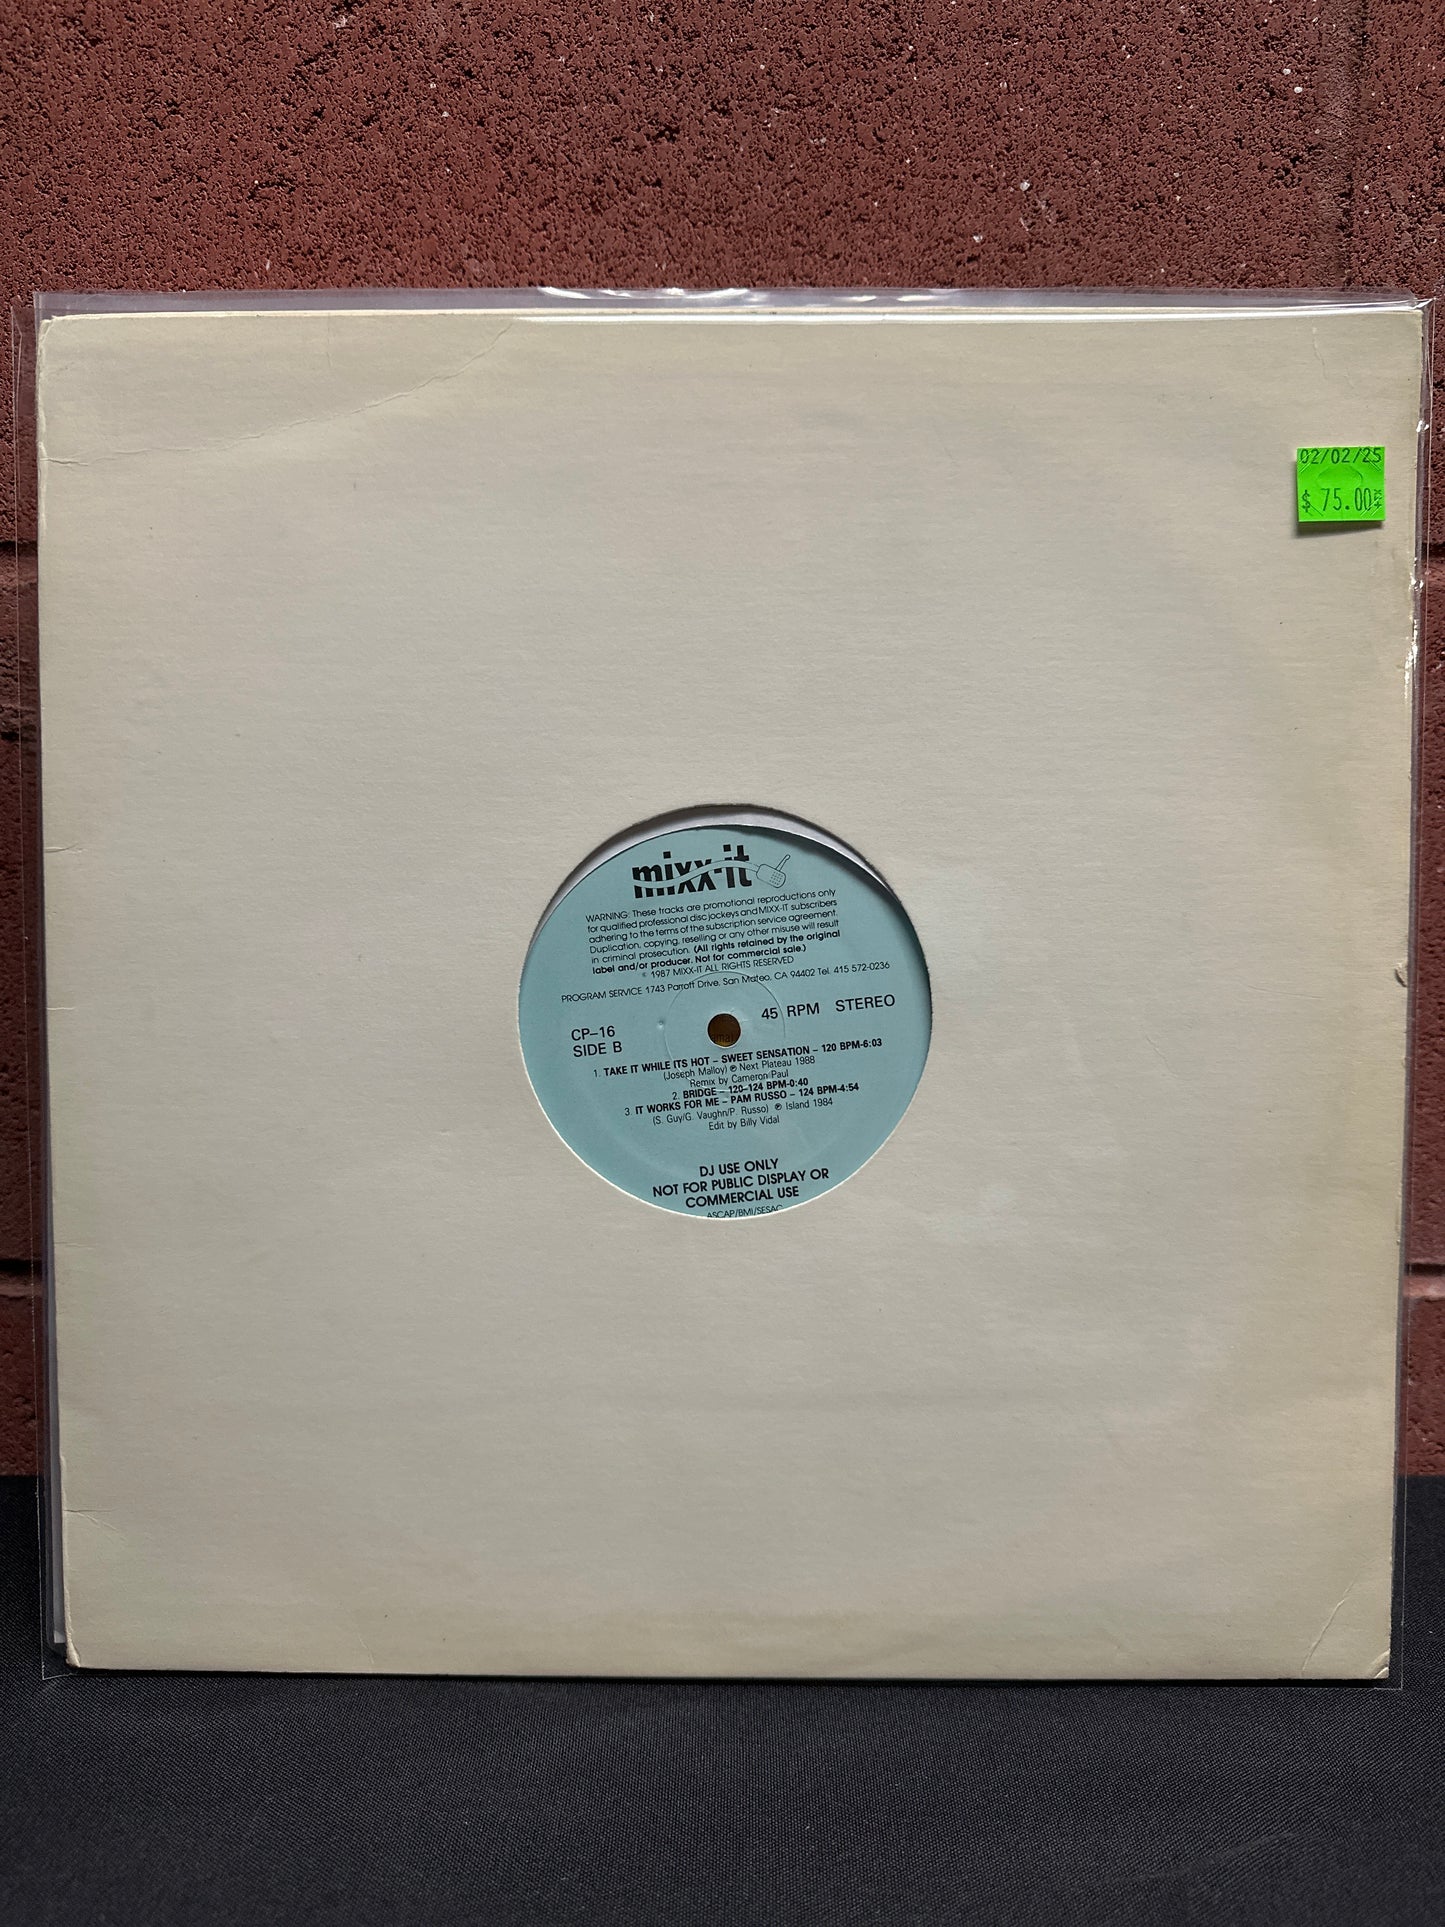 02/02/25
$ 75.00
mixx-it
WARNING: These tracks are promotional reproductions only
for qualified professional disc jockeys and MIXX-IT subscribers
adhering to the terms of the subscription service agreement.
Duplication, copying, reselling or any other misuse will result
in criminal prosecution. (All rights retained by the original
label and/or producer. Not for commercial sale.)
© 1987 MIXX-IT ALL RIGHTS RESERVED
PROGRAM SERVICE 1743 Parrott Drive, San Mateo, CA 94402 Tel. 415 572-0236
45 RPM STEREO
CP-16
SIDE B
1. TAKE IT WHILE ITS HOT – SWEET SENSATION – 120 BPM-6:03
(Joseph Malloy) ℗ Next Plateau 1988
Remix by Cameron Paul
2. BRIDGE – 120-124 BPM-0:40
3. IT WORKS FOR ME – PAM RUSSO – 124 BPM-4:54
(S. Guy/G. Vaughn/P. Russo) ℗ Island 1984
Edit by Billy Vidal
DJ USE ONLY
NOT FOR PUBLIC DISPLAY OR
COMMERCIAL USE
ASCAP/BMI/SESAC